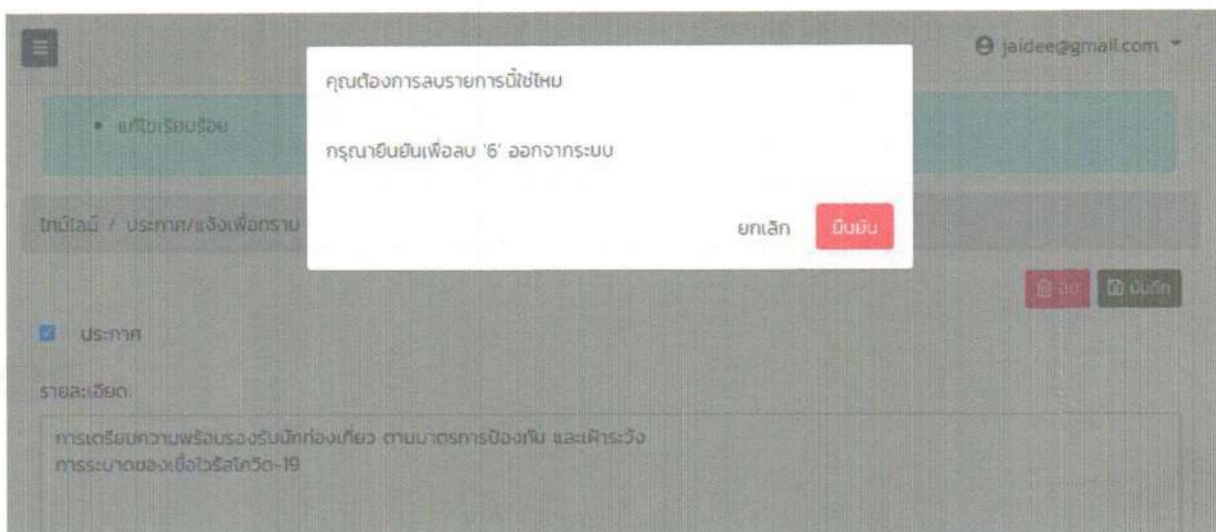 jaidee@gmail.com
คุณต้องการลบรายการนี้ใช่ไหม
แก้ไขเรียบร้อย
กรุณายืนยันเพื่อลบ '6' ออกจากระบบ
ไทม์ไลน์ / ประกาศ/แจ้งเพื่อทราบ
ยกเลิก
ยืนยัน
ลบ
บันทึก
ประกาศ
รายละเอียด:
การเตรียมความพร้อมรองรับนักท่องเที่ยว ตามมาตรการป้องกัน และเฝ้าระวัง
การระบาดของเชื้อไวรัสโควิด-19